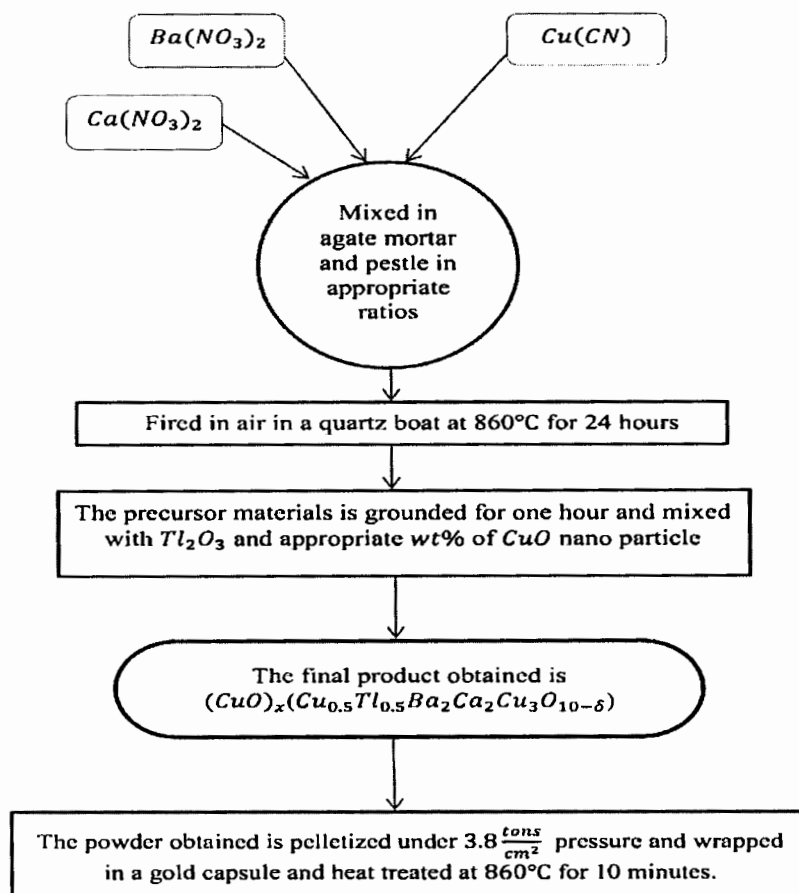 Ba(NO₃)₂
Cu(CN)
Ca(NO₃)₂
Mixed in
agate mortar
and pestle in
appropriate
ratios
Fired in air in a quartz boat at 860°C for 24 hours
The precursor materials is grounded for one hour and mixed
with Tl₂O₃ and appropriate wt% of CuO nano particle
The final product obtained is
(CuO)ₓ(Cu₀.₅Tl₀.₅Ba₂Ca₂Cu₃O₁₀₋δ)
The powder obtained is pelletized under 3.8 tons/cm² pressure and wrapped
in a gold capsule and heat treated at 860°C for 10 minutes.